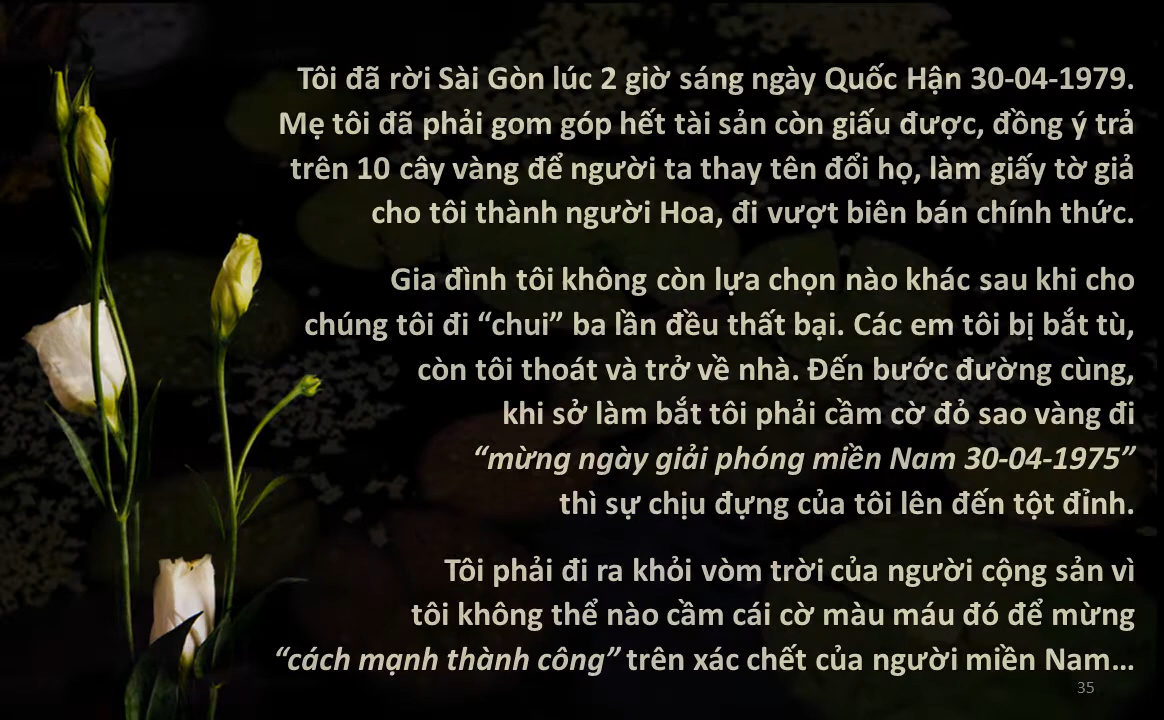 Tôi đã rời Sài Gòn lúc 2 giờ sáng ngày Quốc Hận 30-04-1979.
Mẹ tôi đã phải gom góp hết tài sản còn giấu được, đồng ý trả
trên 10 cây vàng để người ta thay tên đổi họ, làm giấy tờ giả
cho tôi thành người Hoa, đi vượt biên bán chính thức.
Gia đình tôi không còn lựa chọn nào khác sau khi cho
chúng tôi đi “chui” ba lần đều thất bại. Các em tôi bị bắt tù,
còn tôi thoát và trở về nhà. Đến bước đường cùng,
khi sở làm bắt tôi phải cầm cờ đỏ sao vàng đi
“mừng ngày giải phóng miền Nam 30-04-1975”
thì sự chịu đựng của tôi lên đến tột đỉnh.
Tôi phải đi ra khỏi vòm trời của người cộng sản vì
tôi không thể nào cầm cái cờ màu máu đó để mừng
“cách mạnh thành công” trên xác chết của người miền Nam…
35